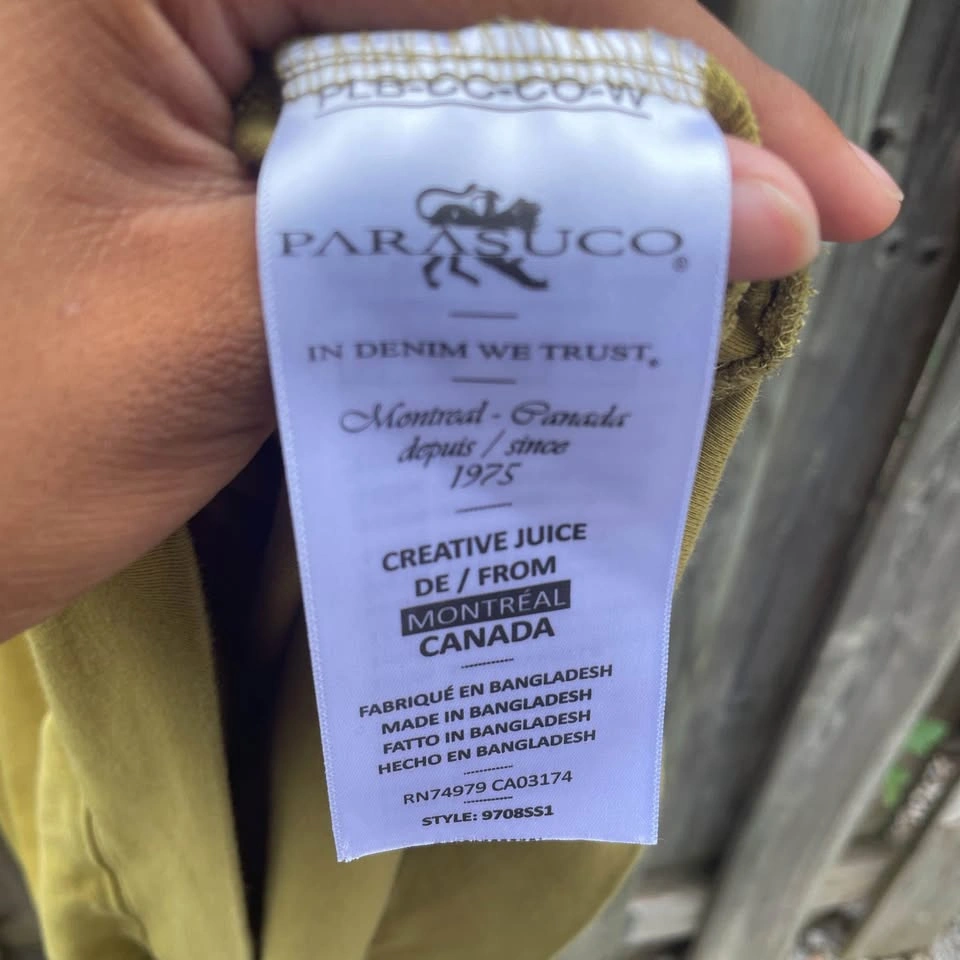 PLB-CC-CO-W
PARASUCO®
IN DENIM WE TRUST®
Montreal - Canada
depuis / since
1975
CREATIVE JUICE
DE / FROM
MONTRÉAL
CANADA
FABRIQUÉ EN BANGLADESH
MADE IN BANGLADESH
FATTO IN BANGLADESH
HECHO EN BANGLADESH
RN74979 CA03174
STYLE: 9708SS1